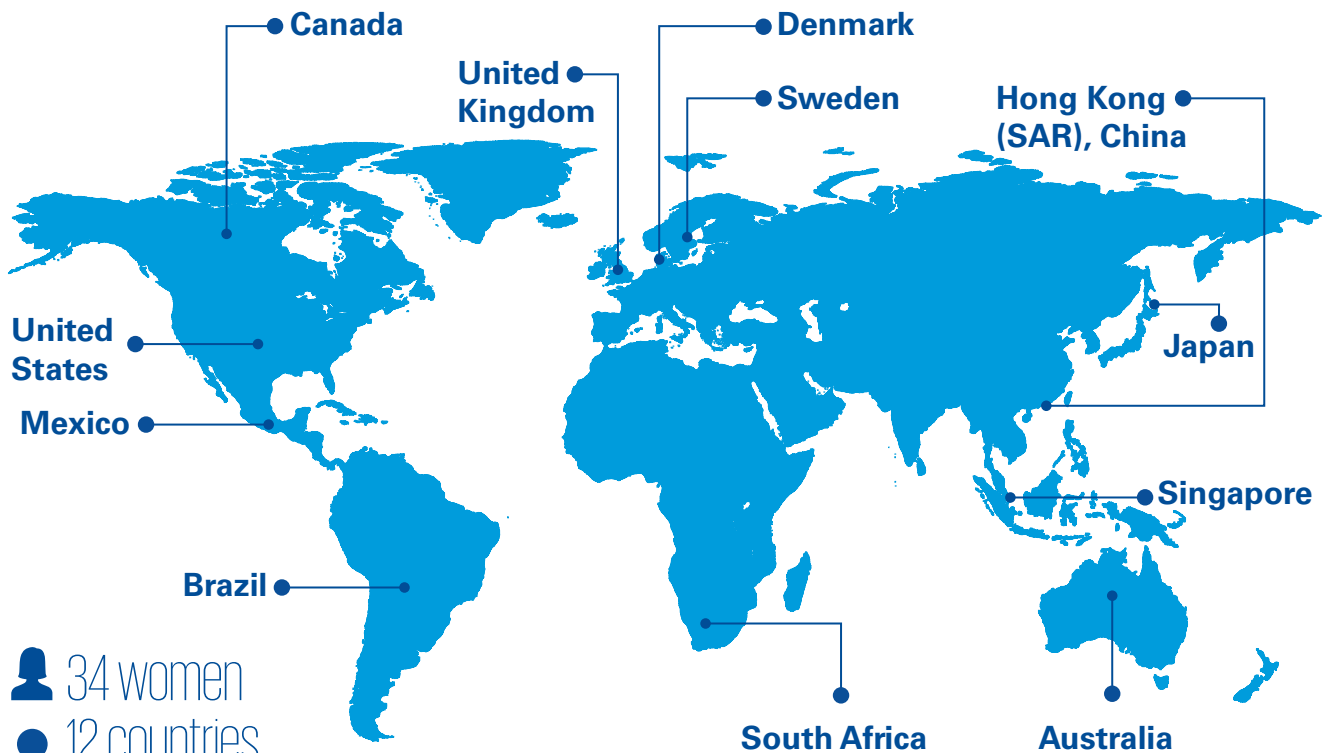 Canada
Denmark
United
Kingdom
Sweden
Hong Kong
(SAR), China
United
States
Japan
Mexico
Singapore
Brazil
34 women
12 countries
South Africa
Australia